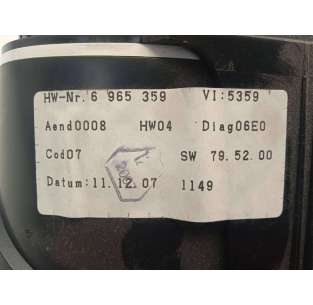 HW-Nr. 6 965 359 VI:5359
Aend0008 HW04 Diag06E0
Cod07 SW 79.52.00
Datum:11.12.07 1149